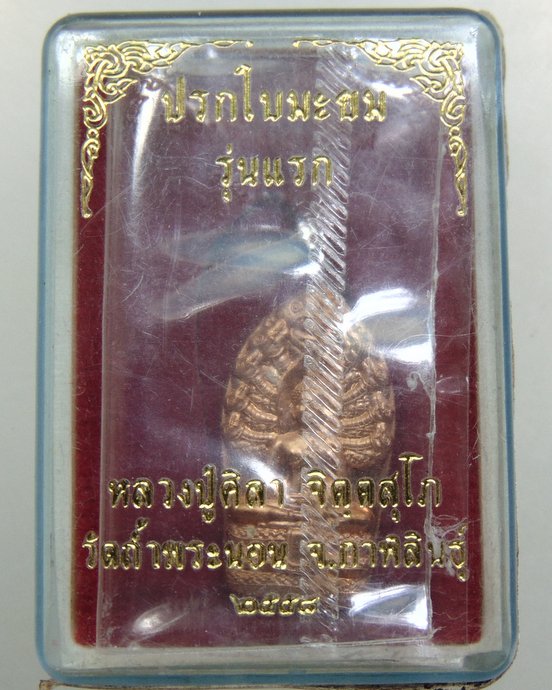 ปรกใบมะขม
รุ่นแรก
หลวงปู่ศิลา จิตฺตสุโภ
วัดถ้ำพระนอน จ.กาฬสินธุ์
๒๕๕๘